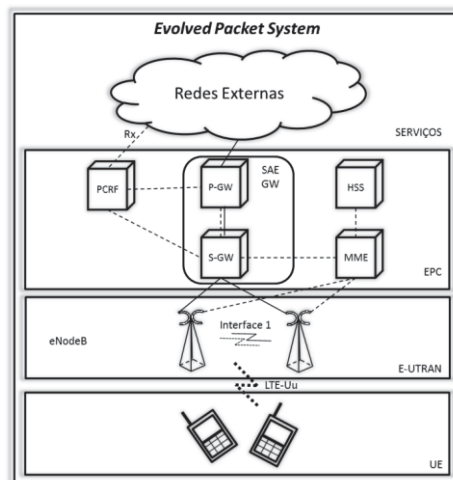 Evolved Packet System
Redes Externas
Rx
SERVIÇOS
PCRF
P-GW
SAE
GW
HSS
S-GW
MME
EPC
eNodeB
Interface 1
E-UTRAN
LTE-Uu
UE